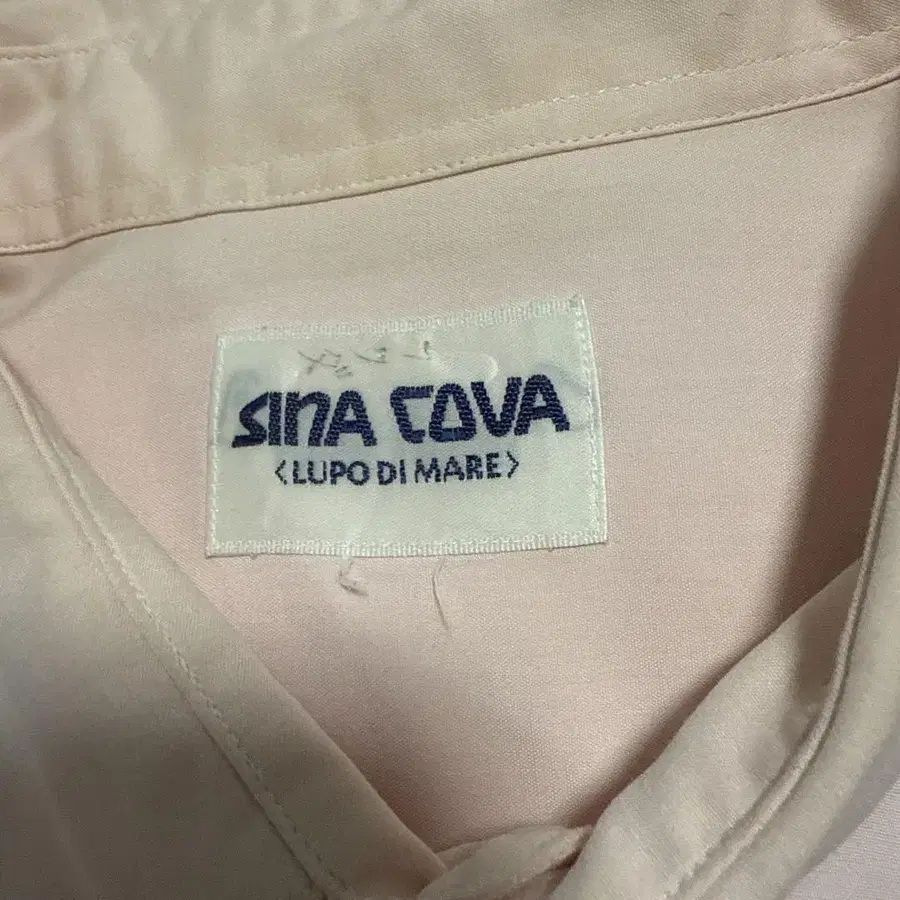 SINA COVA
<LUPO DI MARE>